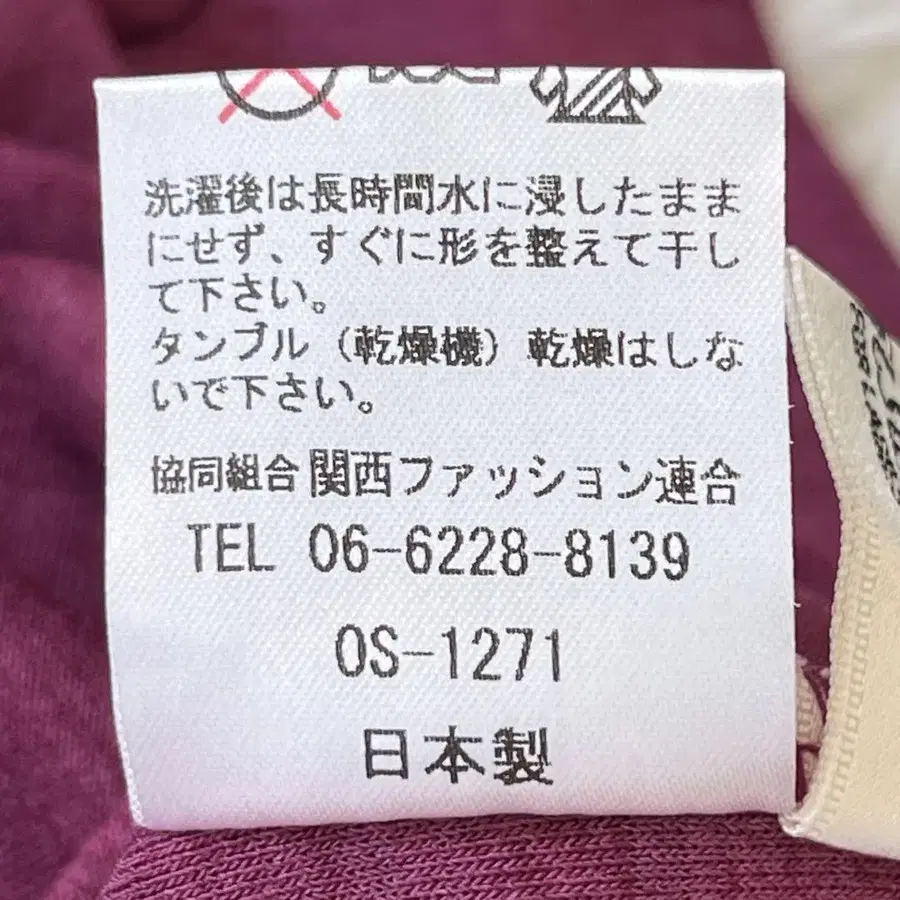 洗濯後は長時間水に浸したまま
にせず、すぐに形を整えて干し
て下さい。
タンブル（乾燥機）乾燥はしな
いで下さい。
協同組合 関西ファッション連合
TEL 06-6228-8139
OS-1271
日本製
FOR